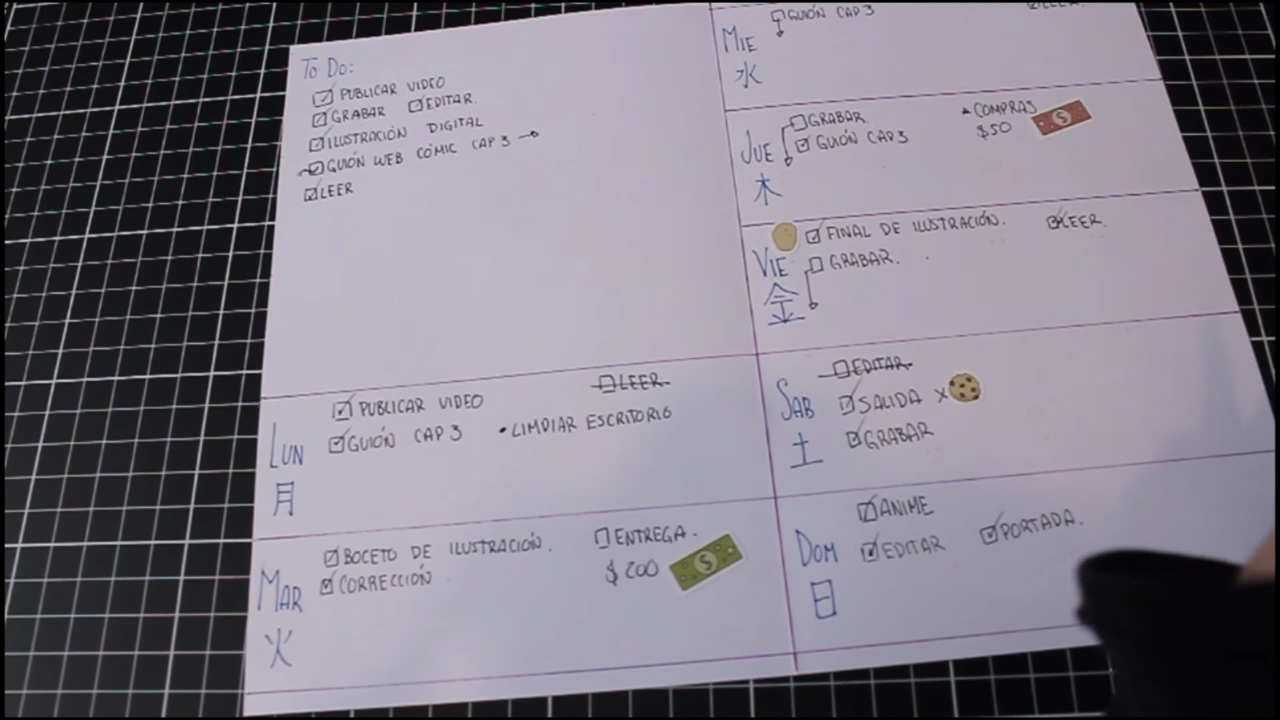 To Do:
PUBLICAR VIDEO
GRABAR EDITAR.
ILUSTRACIÓN DIGITAL
GUIÓN WEB CÓMIC CAP 3
LEER
LUN
月
PUBLICAR VIDEO LEER
GUIÓN CAP 3 • LIMPIAR ESCRITORIO
MAR
火
BOCETO DE ILUSTRACIÓN. ENTREGA.
CORRECCIÓN $200
$
MIE
水
GUIÓN CAP 3
JUE
木
GRABAR COMPRAS
GUIÓN CAP 3 $50
$
VIE
金
FINAL DE ILUSTRACIÓN. LEER.
GRABAR.
SAB
土
EDITAR
SALIDA X
GRABAR
DOM
日
ANIME
EDITAR PORTADA.